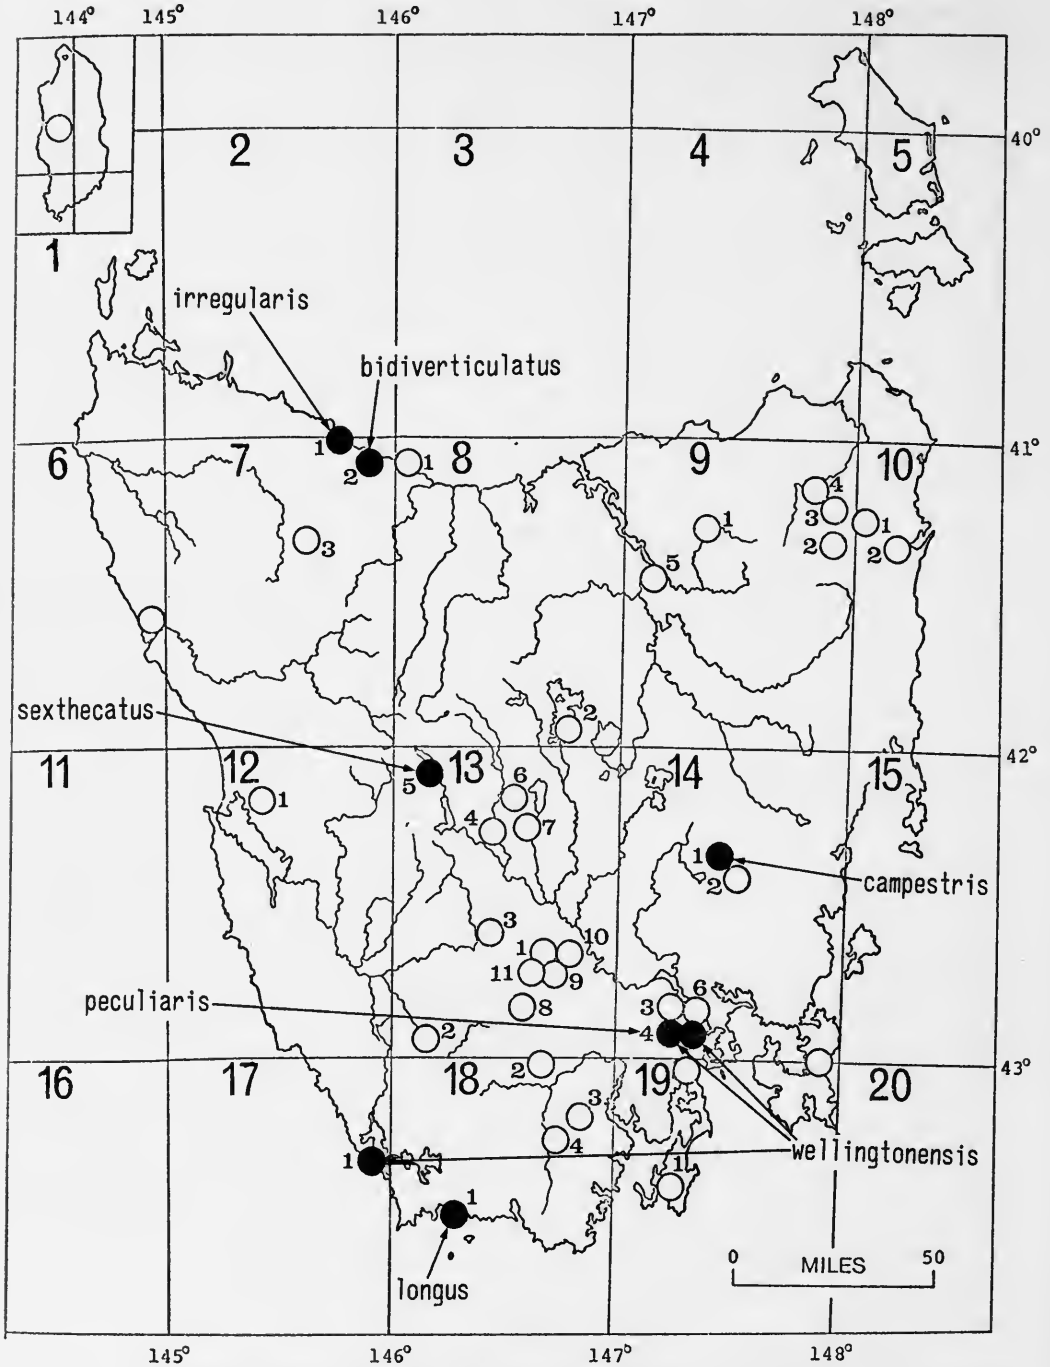 144° 145° 146° 147° 148°
2 3 4 5 40°
1
irregularis
bidiverticulatus
1 2 1
6 7 8 9 10 41°
4
3 1
1
2 2
3
5
sexthecatus
2
11 12 13 14 15 42°
5
1
6
4 7
1
2
campestris
3
1 10
11 9
8
peculiaris
3 6
4
2
2
16 17 18 19 20 43°
3
4
1
wellingtonensis
1
1
longus
0 50
MILES
145° 146° 147° 148°